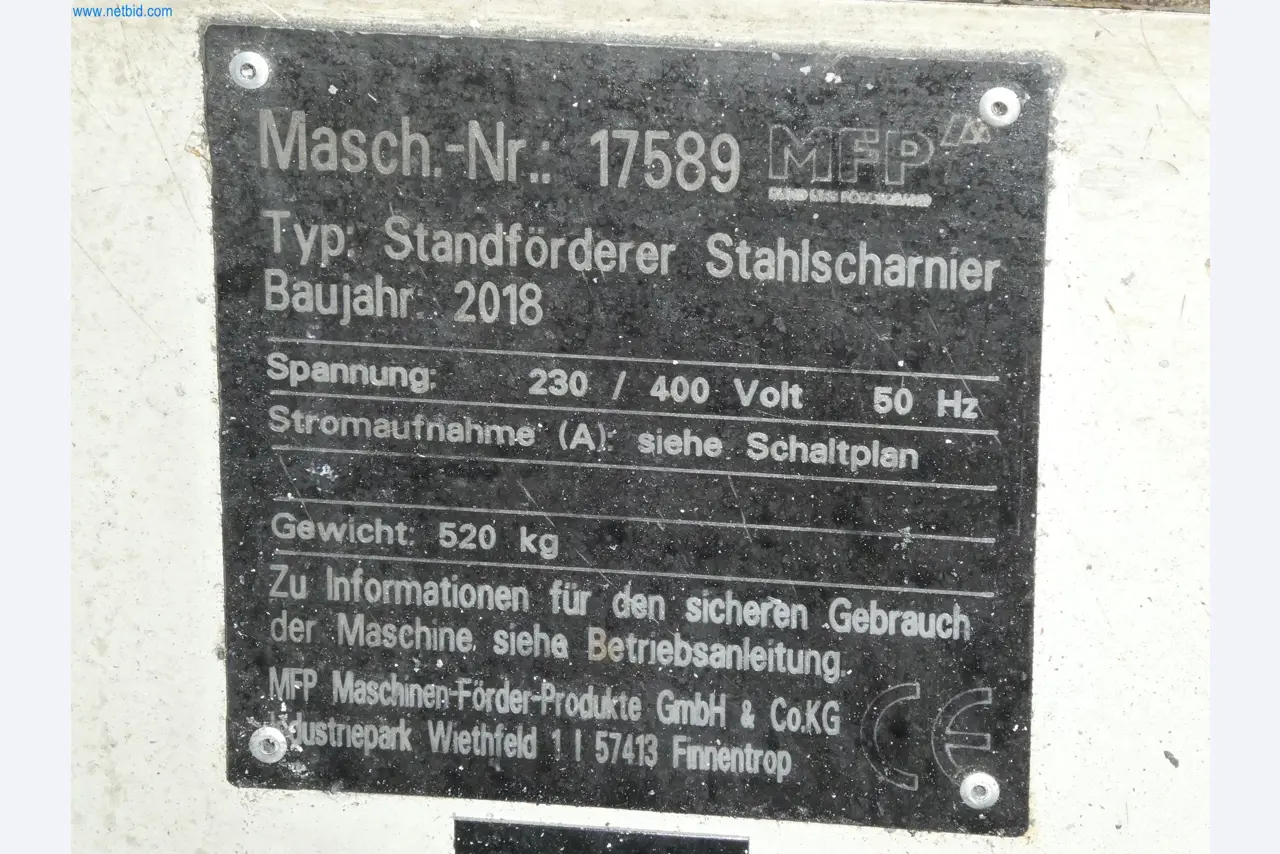 www.netbid.com
Masch.-Nr.: 17589 MFP
Typ: Standförderer Stahlscharnier
Baujahr: 2018
Spannung: 230 / 400 Volt 50 Hz
Stromaufnahme (A): siehe Schaltplan
Gewicht: 520 kg
Zu Informationen für den sicheren Gebrauch
der Maschine siehe Betriebsanleitung.
MFP Maschinen-Förder-Produkte GmbH & Co.KG
Industriepark Wiethfeld 1 | 57413 Finnentrop
CE